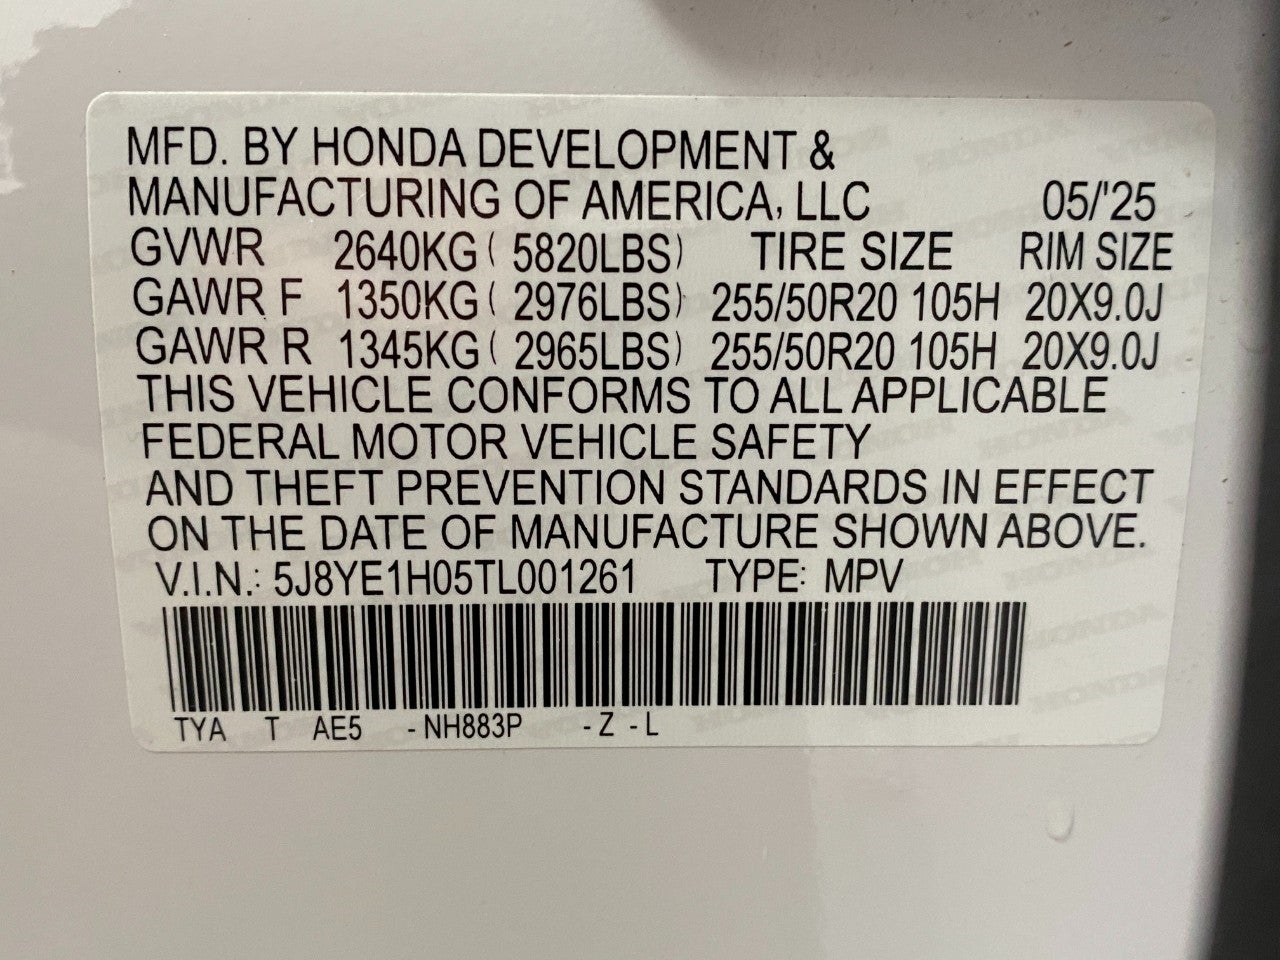 MFD. BY HONDA DEVELOPMENT &
MANUFACTURING OF AMERICA, LLC 05/'25
GVWR 2640KG ( 5820LBS) TIRE SIZE RIM SIZE
GAWR F 1350KG ( 2976LBS) 255/50R20 105H 20X9.0J
GAWR R 1345KG ( 2965LBS) 255/50R20 105H 20X9.0J
THIS VEHICLE CONFORMS TO ALL APPLICABLE
FEDERAL MOTOR VEHICLE SAFETY
AND THEFT PREVENTION STANDARDS IN EFFECT
ON THE DATE OF MANUFACTURE SHOWN ABOVE.
V.I.N.: 5J8YE1H05TL001261 TYPE: MPV
TYA T AE5 -NH883P -Z -L